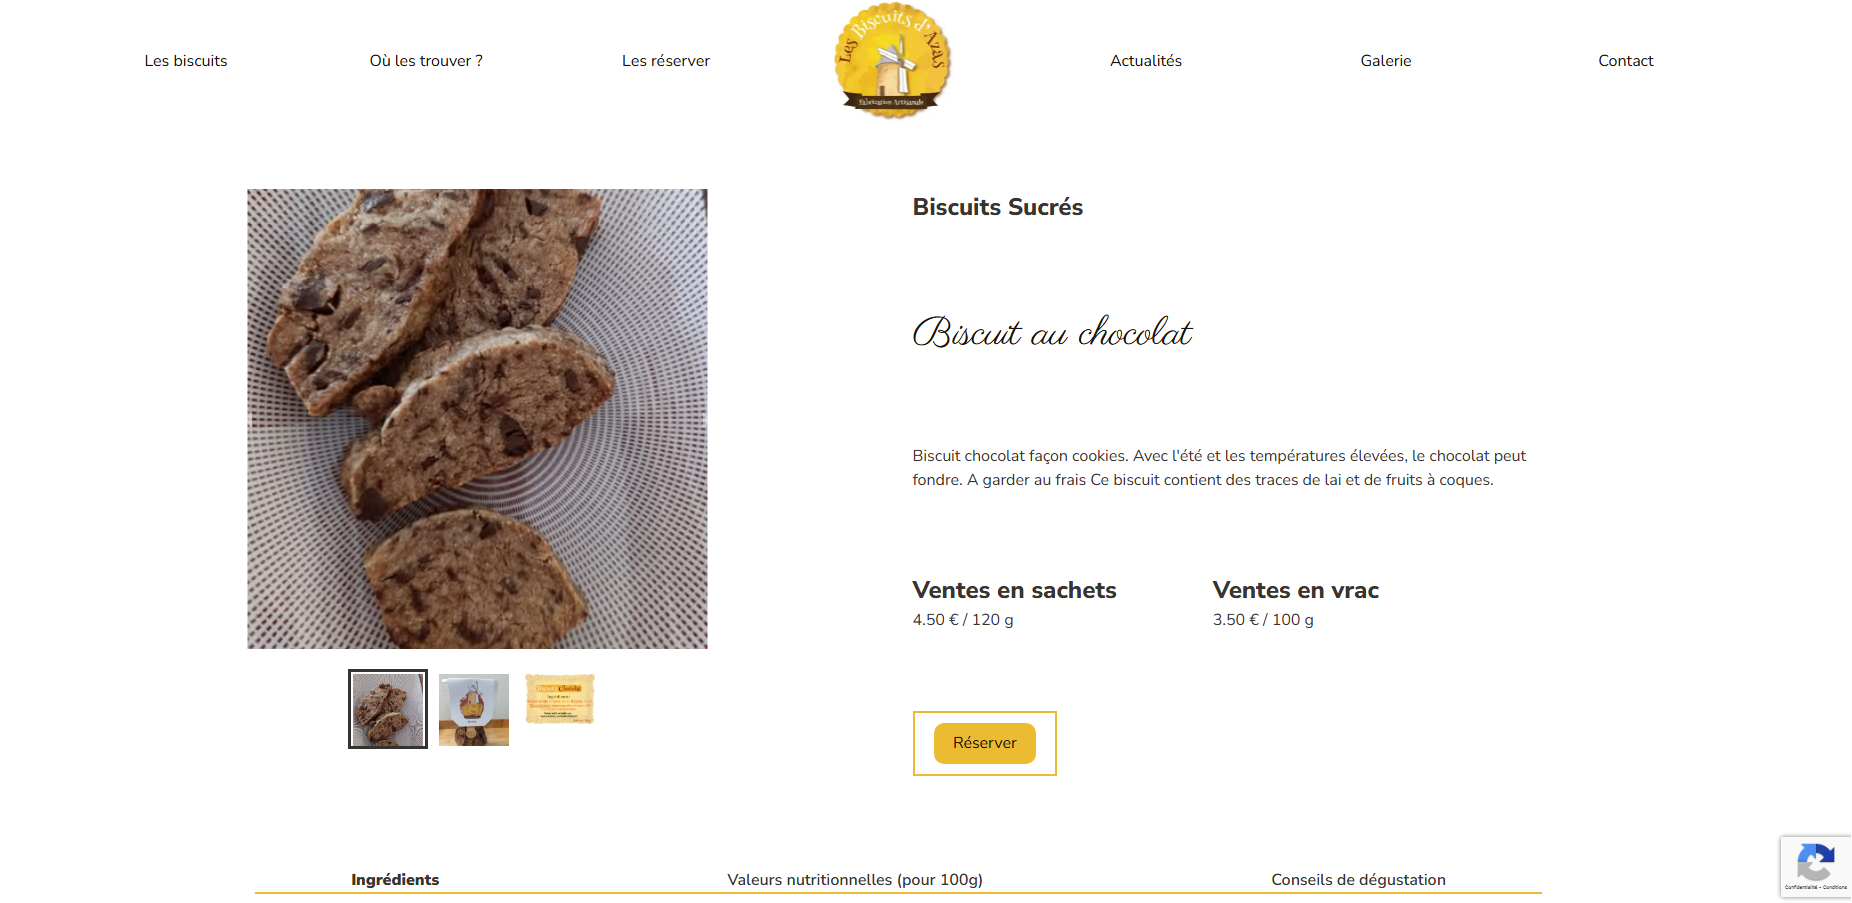 Les biscuits
Où les trouver ?
Les réserver
Les Biscuits d'Azas
Fabrication Artisanale
Actualités
Galerie
Contact
Biscuits Sucrés
Biscuit au chocolat
Biscuit chocolat façon cookies. Avec l'été et les températures élevées, le chocolat peut
fondre. A garder au frais Ce biscuit contient des traces de lai et de fruits à coques.
Ventes en sachets
4.50 € / 120 g
Ventes en vrac
3.50 € / 100 g
Réserver
Ingrédients
Valeurs nutritionnelles (pour 100g)
Conseils de dégustation
Confidentialité - Conditions